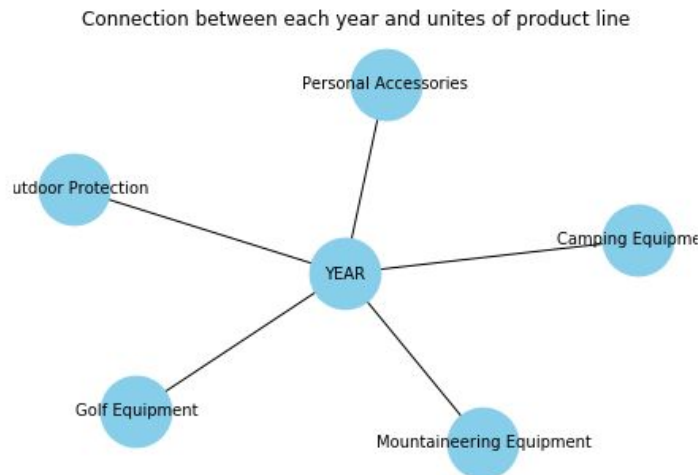 Connection between each year and unites of product line
Personal Accessories
utdoor Protection
Camping Equipme
YEAR
Golf Equipment
Mountaineering Equipment